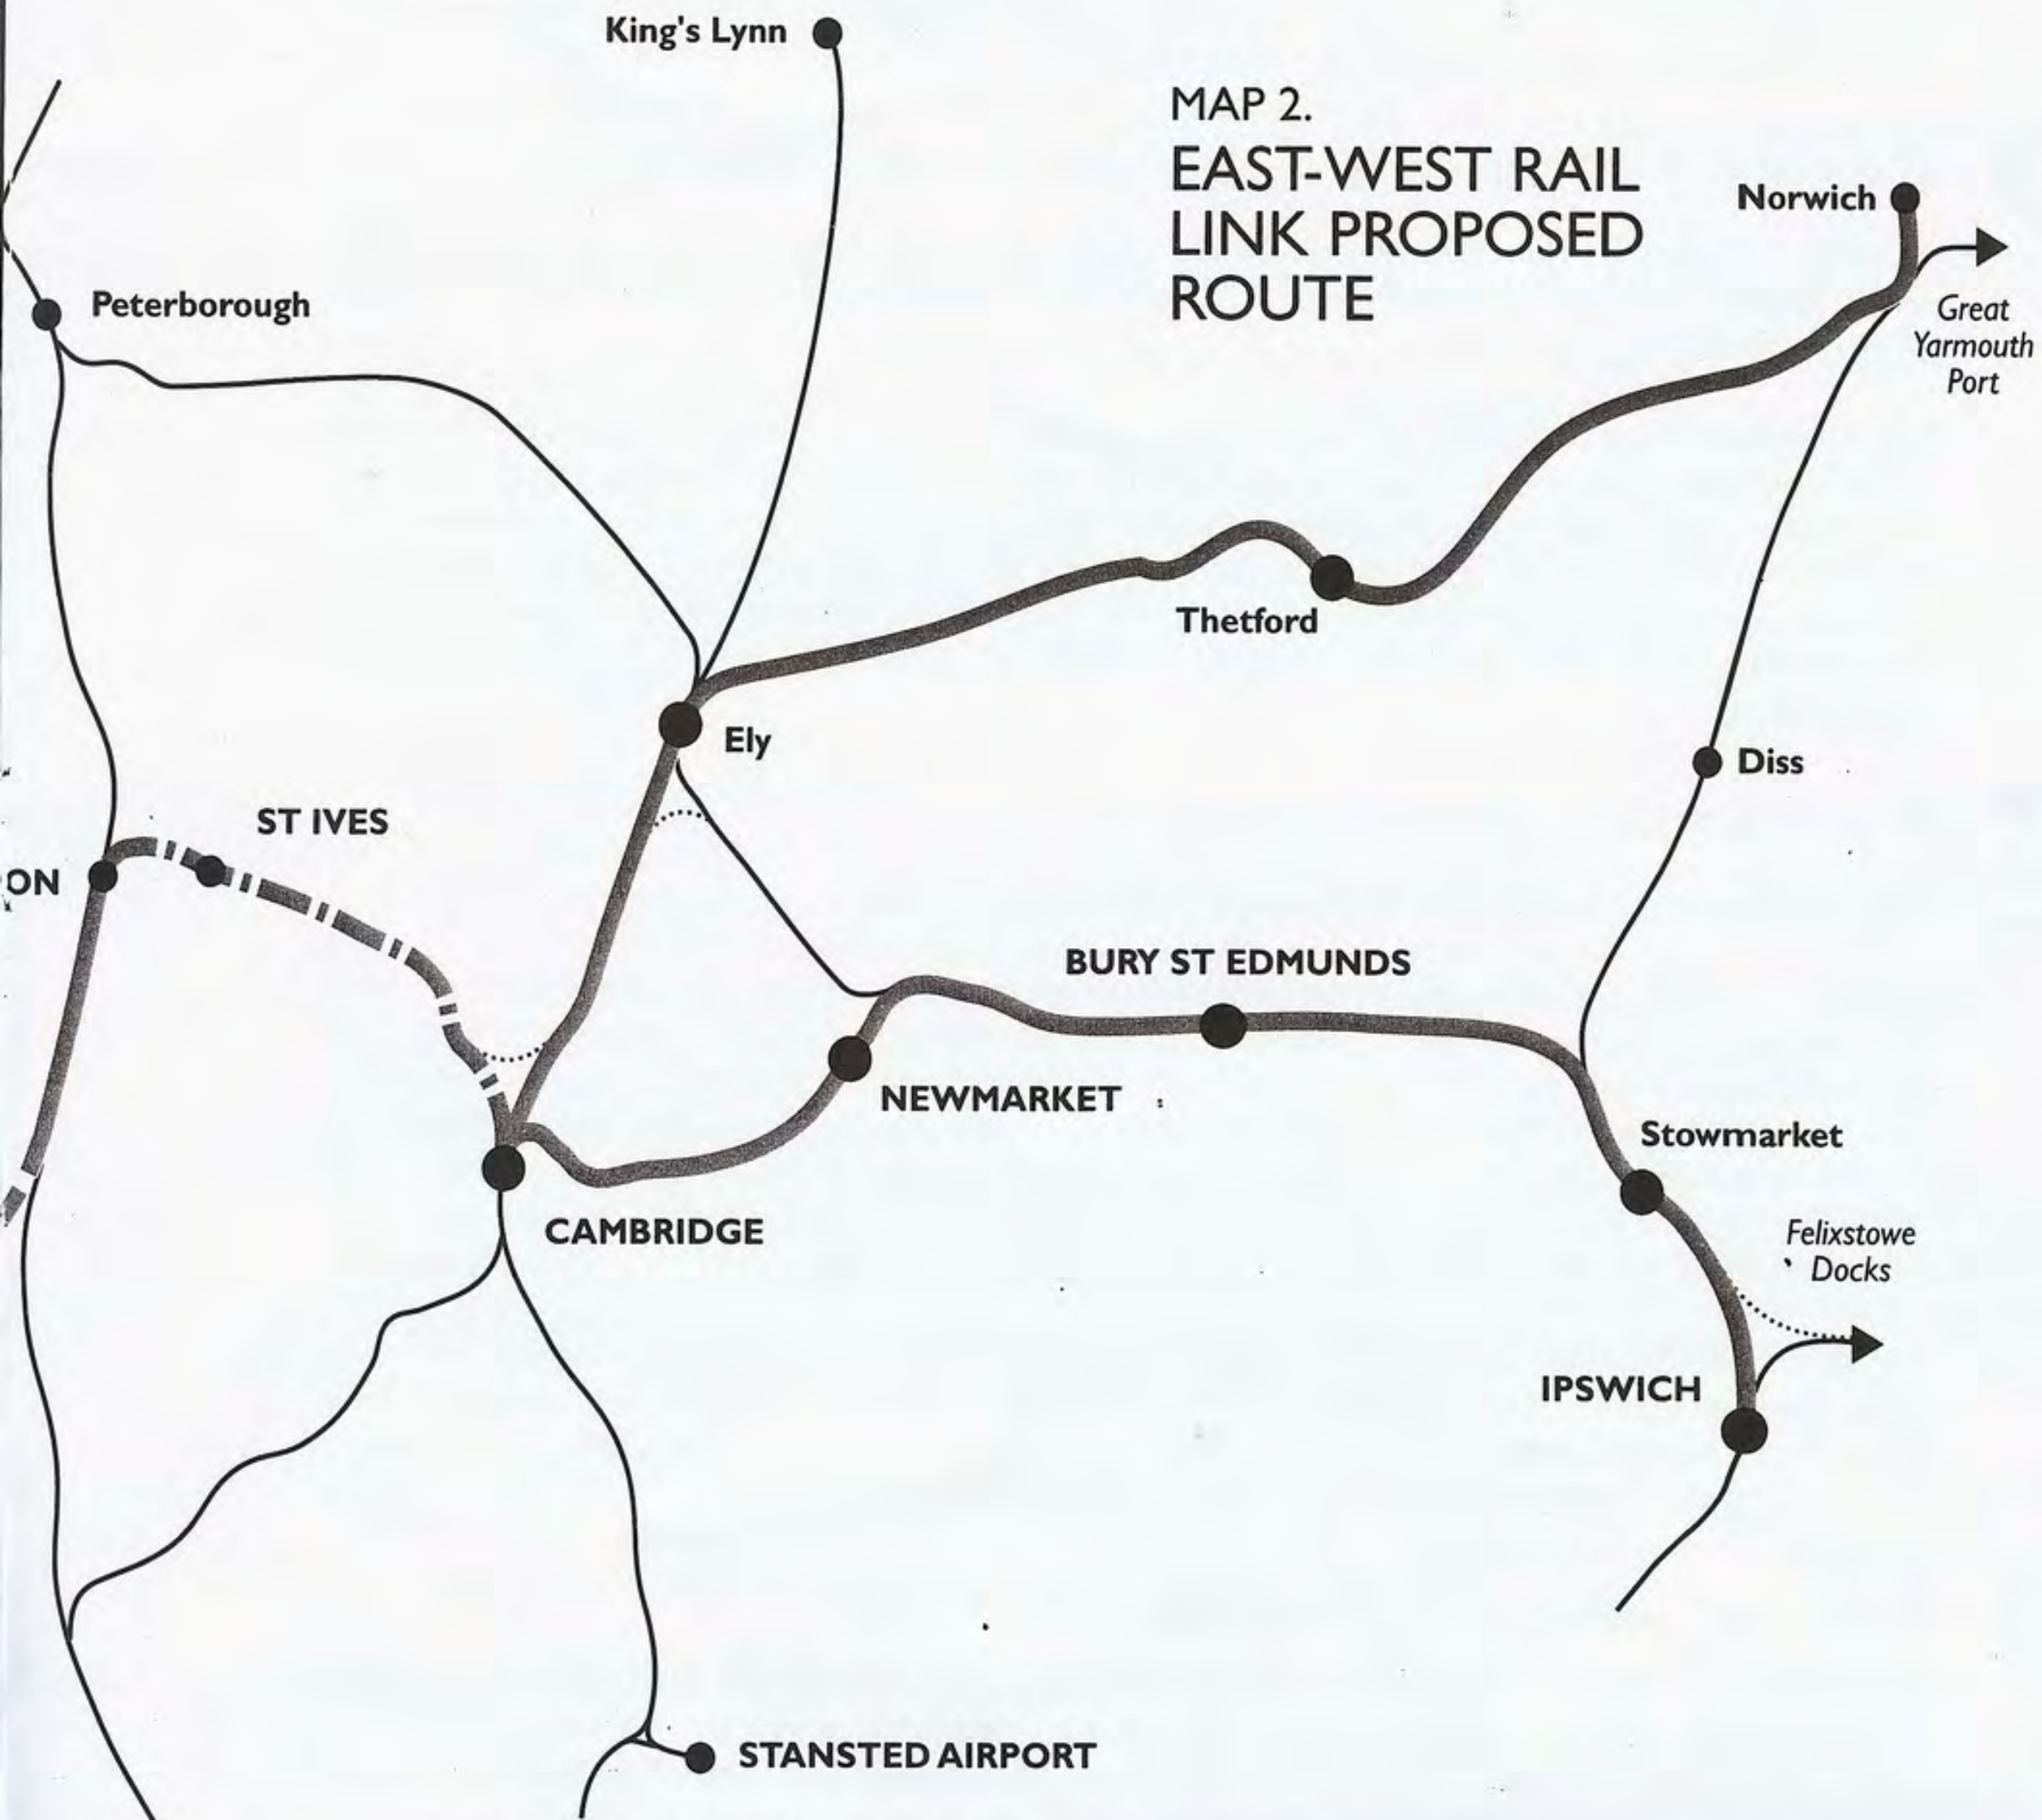 King's Lynn
MAP 2.
EAST-WEST RAIL
LINK PROPOSED
ROUTE
Norwich
Great
Yarmouth
Port
Peterborough
Thetford
Ely
Diss
ST IVES
ON
BURY ST EDMUNDS
NEWMARKET
Stowmarket
CAMBRIDGE
Felixstowe
Docks
IPSWICH
STANSTED AIRPORT